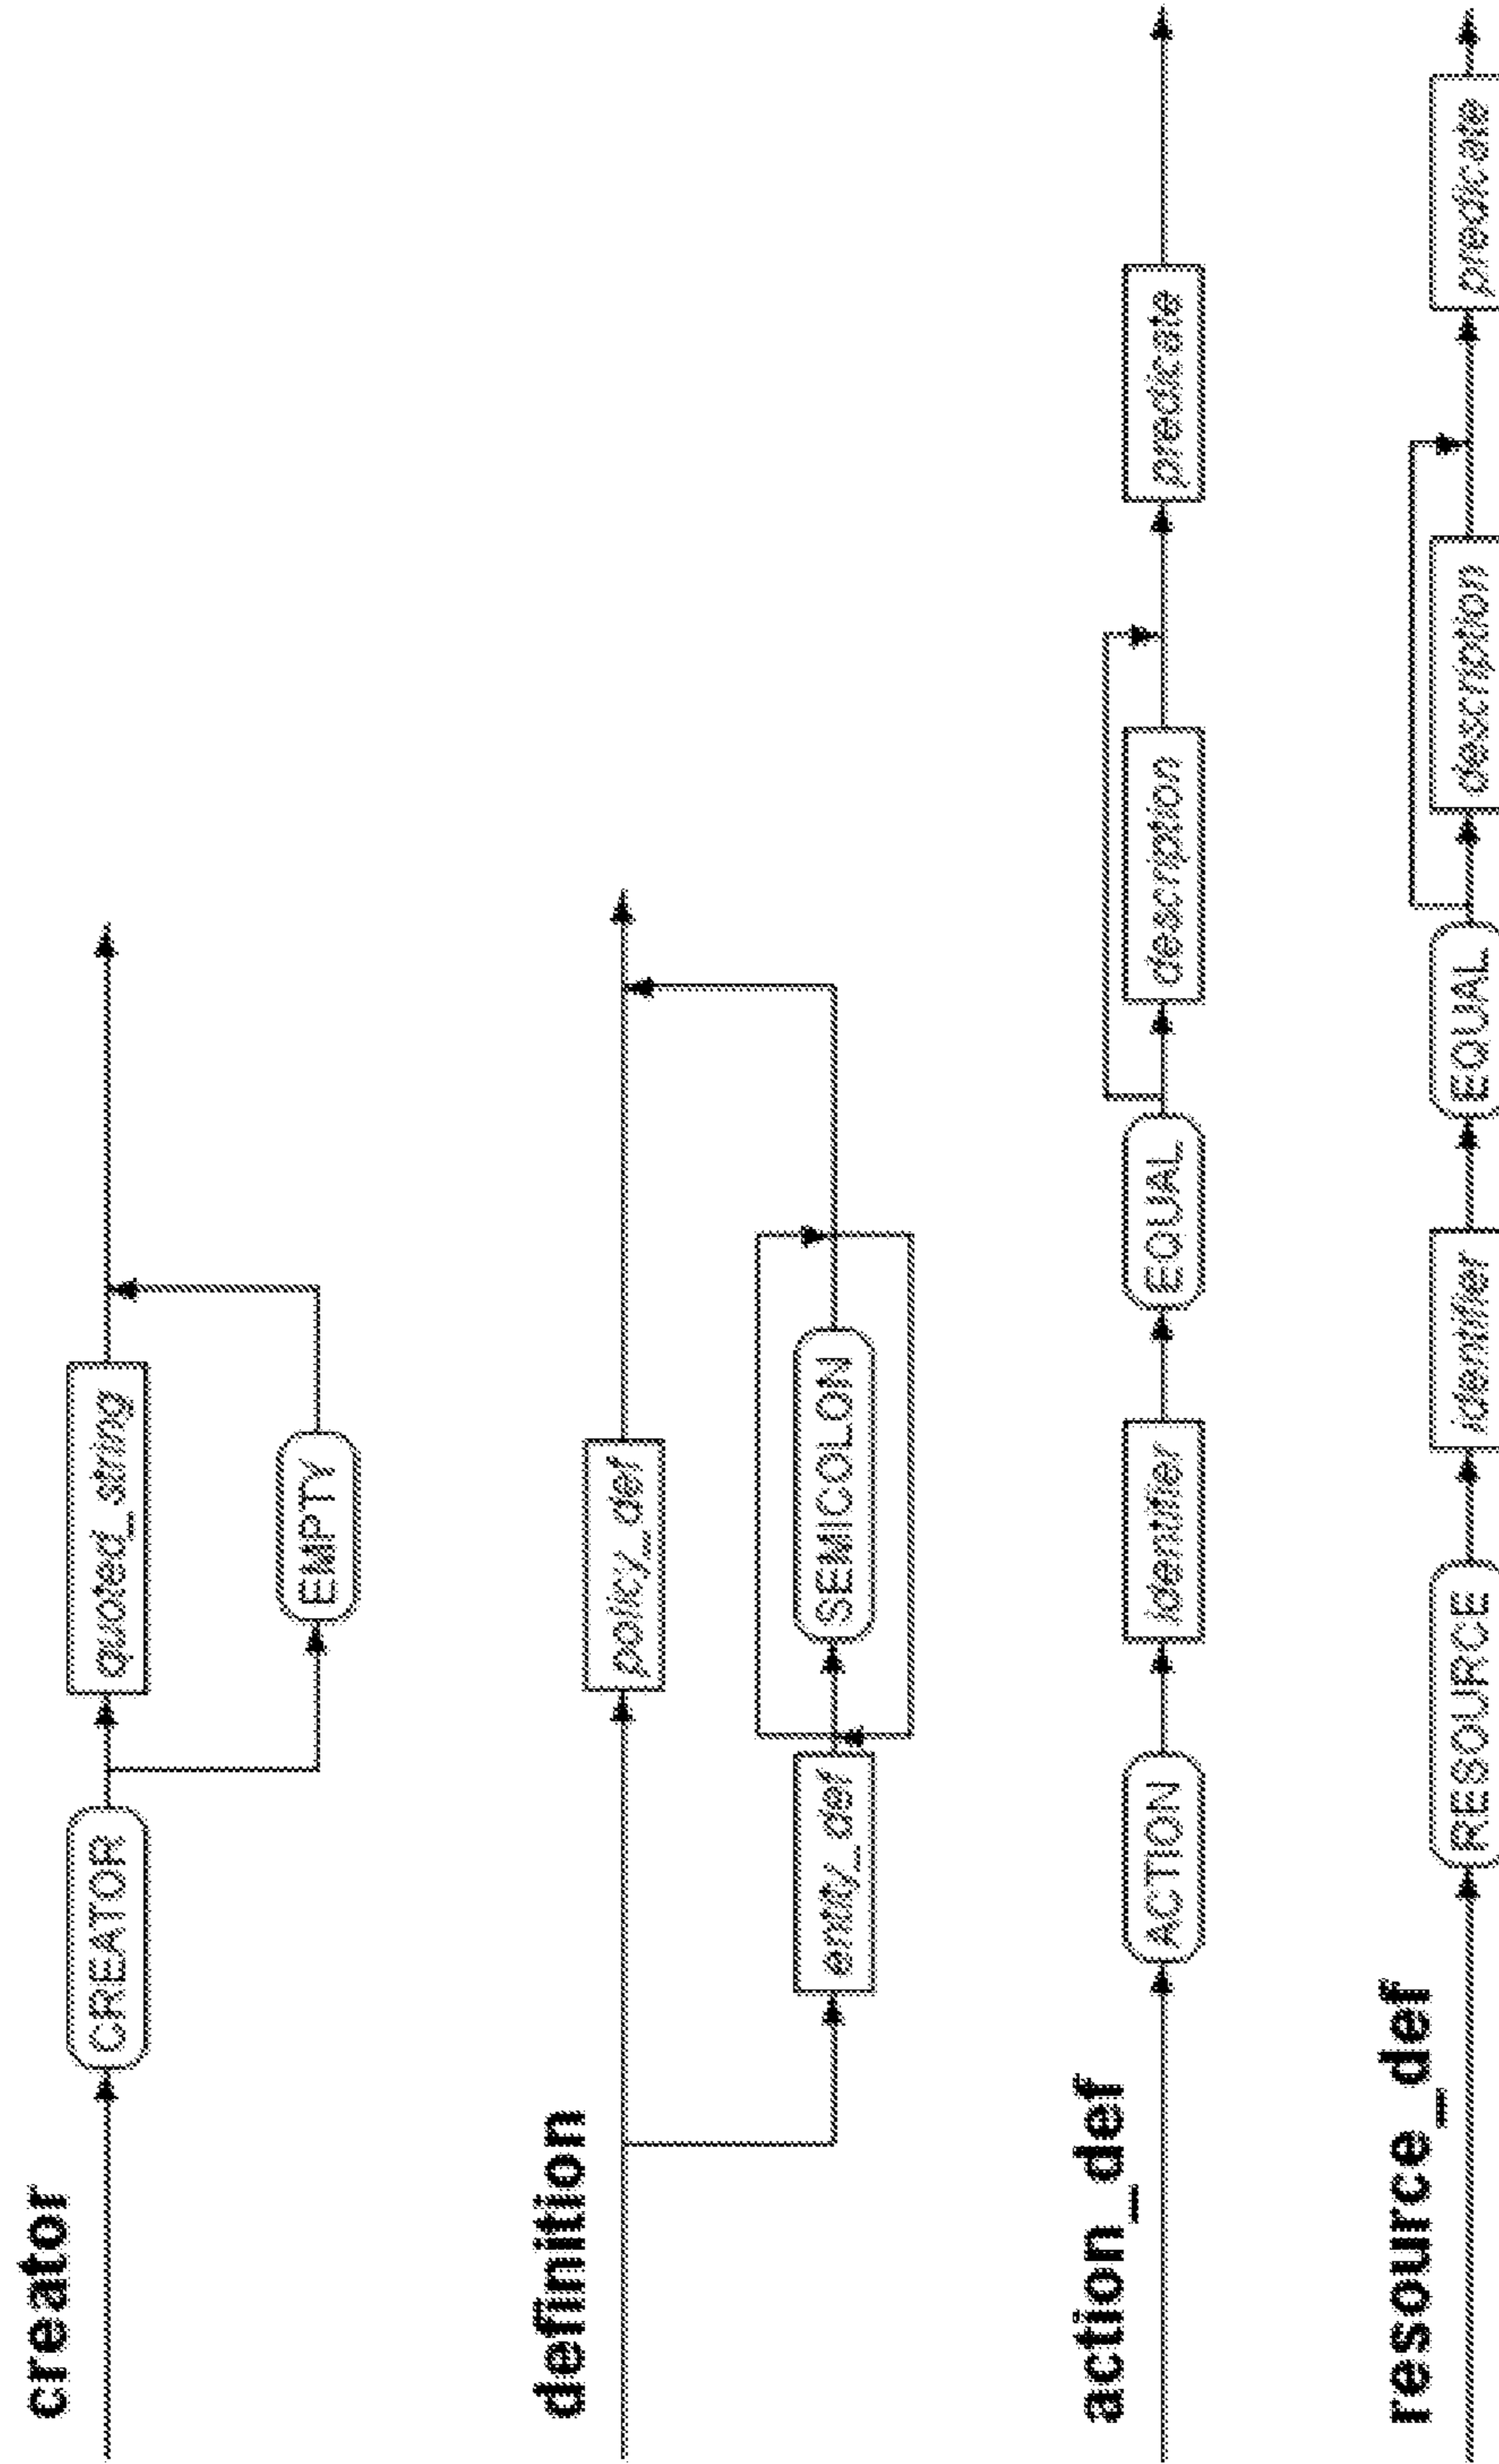 creator
CREATOR quoted_string
EMPTY
definition
policy_def
entity_def SEMICOLON
action_def
ACTION identifier EQUAL description predicate
resource_def
RESOURCE identifier EQUAL description predicate